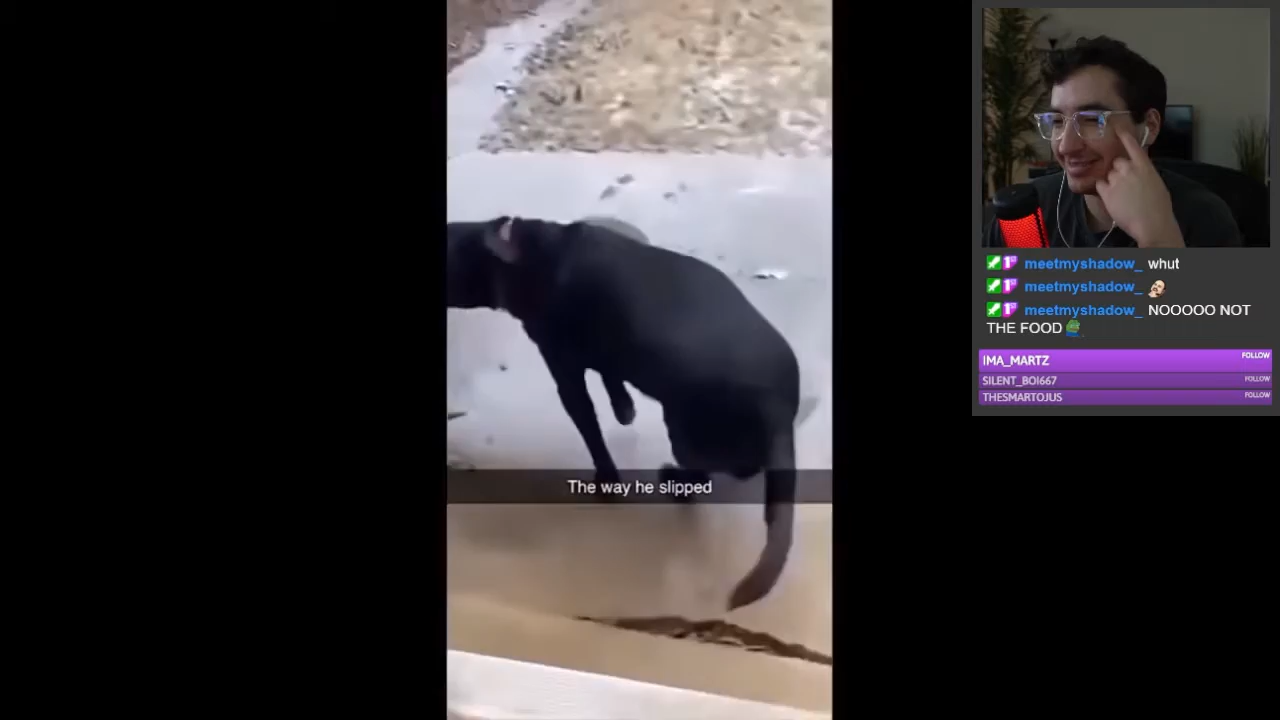 The way he slipped
meetmyshadow_ whut
meetmyshadow_
meetmyshadow_ NOOOOO NOT
THE FOOD
IMA_MARTZ FOLLOW
SILENT_BOI667 FOLLOW
THESMARTOJUS FOLLOW